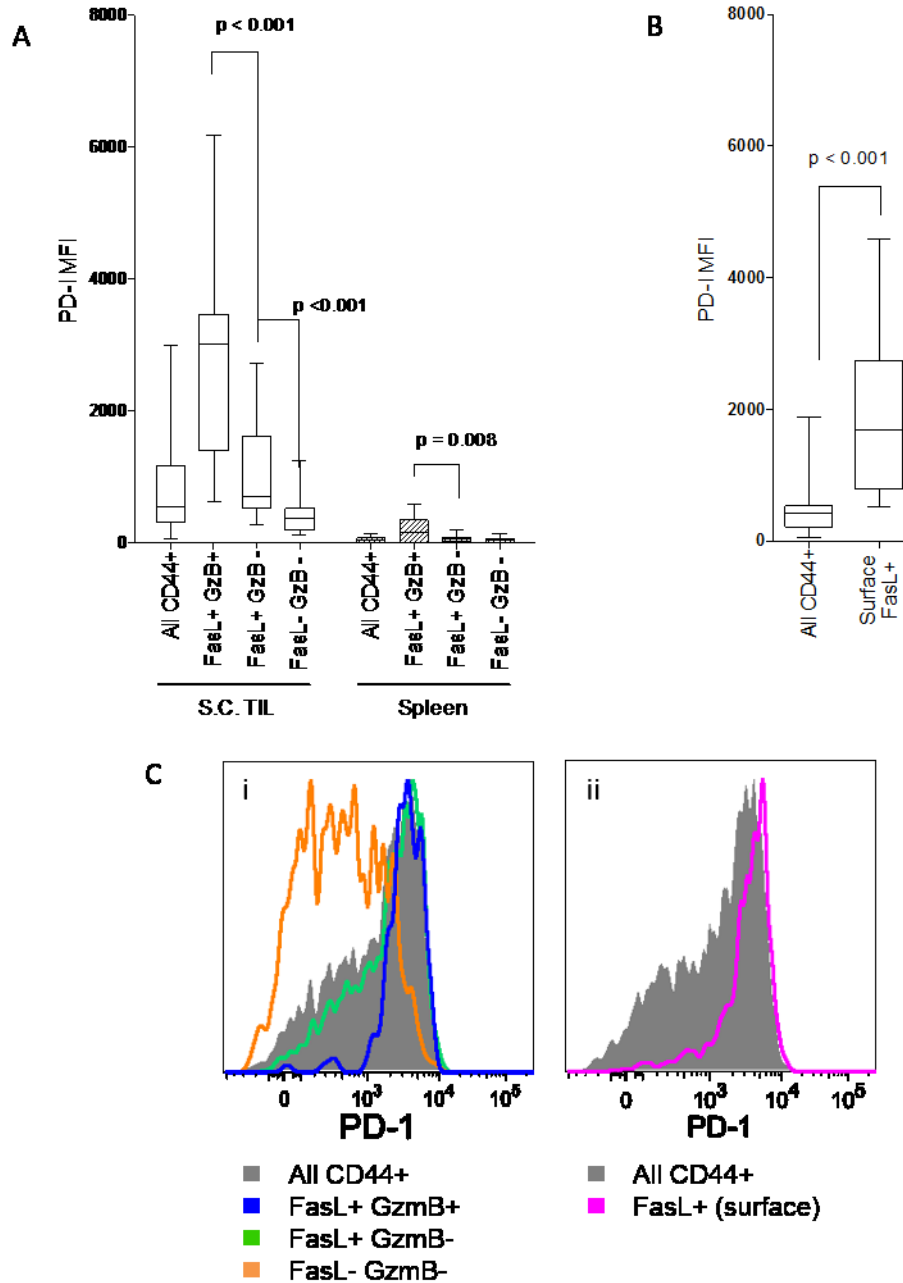 A
8000
6000
4000
2000
0
PD-I MFI
p < 0.001
p <0.001
p = 0.008
All CD44+
FasL+ GzB+
FasL+ GzB -
FasL- GzB -
All CD44+
FasL+ GzB+
FasL+ GzB -
FasL- GzB -
S.C. TIL
Spleen
B
8000
6000
4000
2000
0
PD-I MFI
p < 0.001
All CD44+
Surface
FasL+
C
i
0 10³ 10⁴ 10⁵
PD-1
All CD44+
FasL+ GzmB+
FasL+ GzmB-
FasL- GzmB-
ii
0 10³ 10⁴ 10⁵
PD-1
All CD44+
FasL+ (surface)